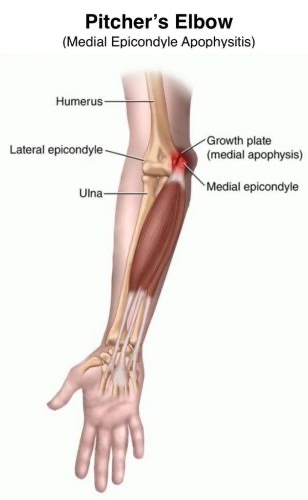 Pitcher's Elbow
(Medial Epicondyle Apophysitis)
Humerus
Growth plate
(medial apophysis)
Lateral epicondyle
Medial epicondyle
Ulna